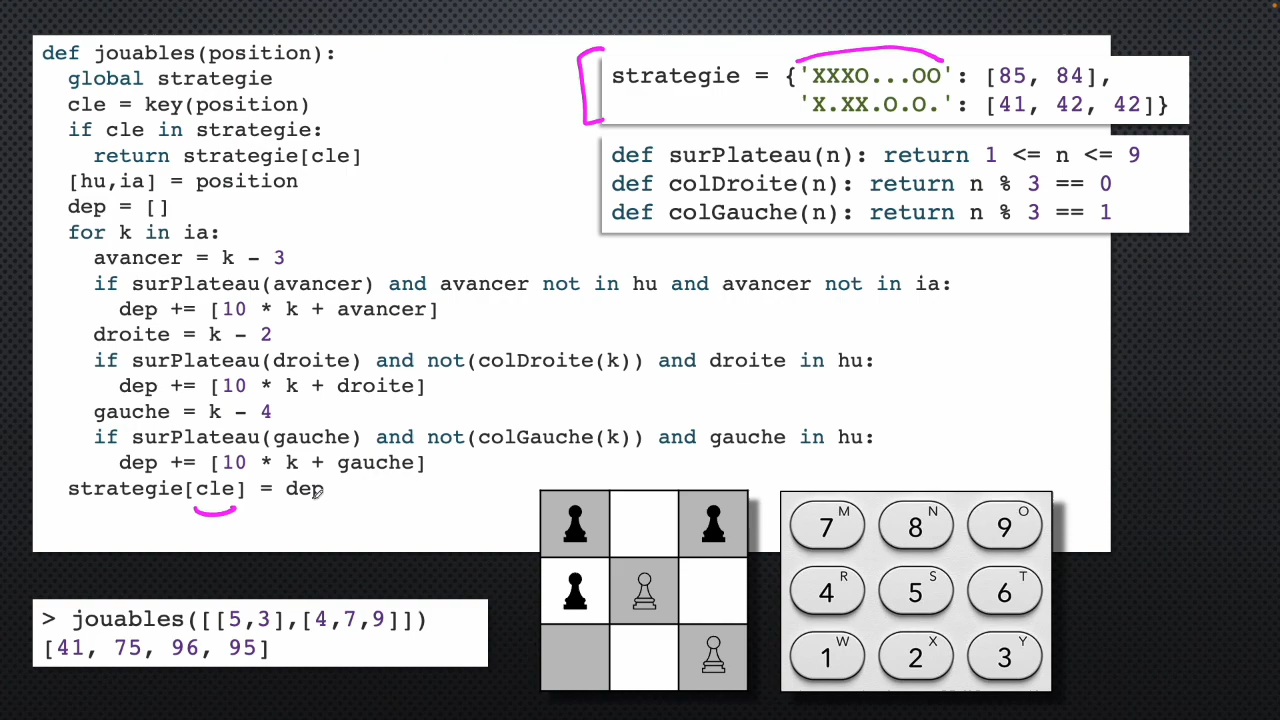 def jouables(position):
  global strategie
  cle = key(position)
  if cle in strategie:
    return strategie[cle]
  [hu,ia] = position
  dep = []
  for k in ia:
    avancer = k - 3
    if surPlateau(avancer) and avancer not in hu and avancer not in ia:
      dep += [10 * k + avancer]
    droite = k - 2
    if surPlateau(droite) and not(colDroite(k)) and droite in hu:
      dep += [10 * k + droite]
    gauche = k - 4
    if surPlateau(gauche) and not(colGauche(k)) and gauche in hu:
      dep += [10 * k + gauche]
  strategie[cle] = dep
strategie = {'XXXO...OO': [85, 84],
'X.XX.O.O.': [41, 42, 42]}
def surPlateau(n): return 1 <= n <= 9
def colDroite(n): return n % 3 == 0
def colGauche(n): return n % 3 == 1
> jouables([[5,3],[4,7,9]])
[41, 75, 96, 95]
7 M 8 N 9 O
4 R 5 S 6 T
1 W 2 X 3 Y